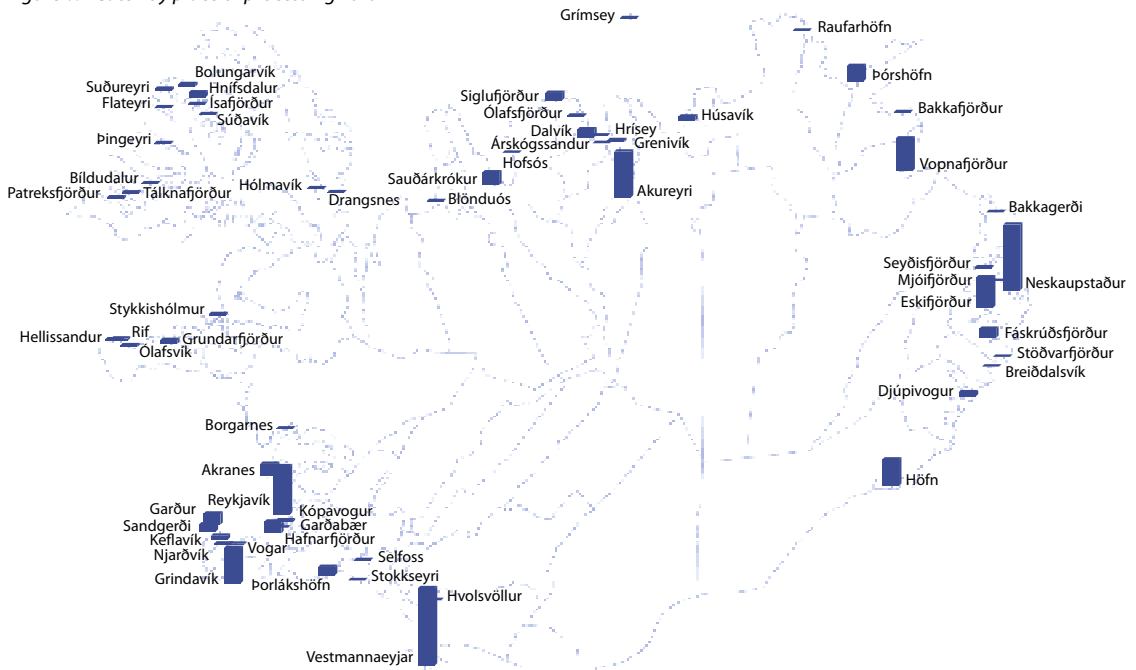 Grímsey
Raufarhöfn
Bolungarvík
Þórshöfn
Suðureyri
Hnífsdalur
Siglufjörður
Flateyri
Ísafjörður
Súðavík
Ólafsfjörður
Húsavík
Bakkafjörður
Dalvík
Hrísey
Þingeyri
Árskógssandur
Grenivík
Hofsós
Vopnafjörður
Bíldudalur
Sauðárkrókur
Patreksfjörður
Tálknafjörður
Hólmavík
Drangsnes
Blönduós
Akureyri
Bakkagerði
Seyðisfjörður
Mjóifjörður
Neskaupstaður
Eskifjörður
Stykkishólmur
Hellissandur
Rif
Grundarfjörður
Ólafsvík
Fáskrúðsfjörður
Stöðvarfjörður
Breiðdalsvík
Djúpivogur
Borgarnes
Akranes
Höfn
Reykjavík
Garður
Kópavogur
Sandgerði
Garðabær
Keflavík
Hafnarfjörður
Njarðvík
Vogar
Selfoss
Grindavík
Þorlákshöfn
Stokkseyri
Hvolsvöllur
Vestmannaeyjar